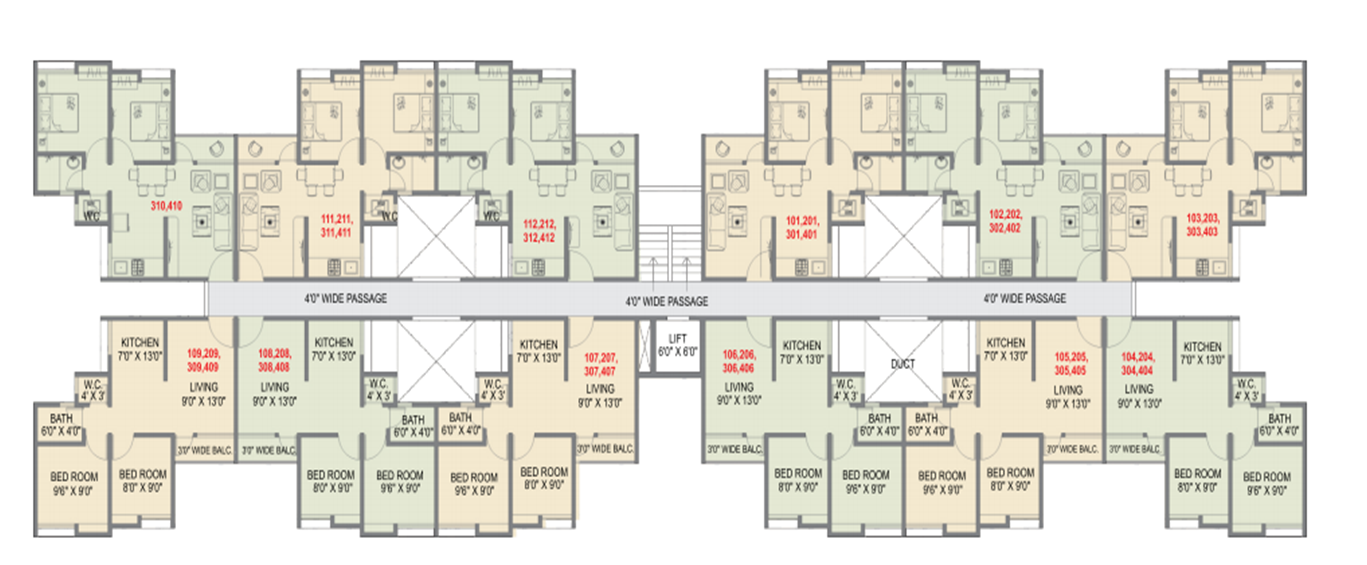 W.C
310,410
111,211,
311,411
W.C
W.C
112,212,
312,412
101,201,
301,401
102,202,
302,402
103,203,
303,403
4'0" WIDE PASSAGE
4'0" WIDE PASSAGE
4'0" WIDE PASSAGE
KITCHEN
7'0" X 13'0"
109,209,
309,409
LIVING
9'0" X 13'0"
108,208,
308,408
LIVING
9'0" X 13'0"
KITCHEN
7'0" X 13'0"
KITCHEN
7'0" X 13'0"
107,207,
307,407
LIVING
9'0" X 13'0"
LIFT
6'0" X 6'0"
106,206,
306,406
LIVING
9'0" X 13'0"
KITCHEN
7'0" X 13'0"
DUCT
KITCHEN
7'0" X 13'0"
105,205,
305,405
LIVING
9'0" X 13'0"
104,204,
304,404
LIVING
9'0" X 13'0"
KITCHEN
7'0" X 13'0"
W.C.
4' X 3'
W.C.
4' X 3'
W.C.
4' X 3'
W.C.
4' X 3'
W.C.
4' X 3'
W.C.
4' X 3'
BATH
6'0" X 4'0"
BATH
6'0" X 4'0"
BATH
6'0" X 4'0"
BATH
6'0" X 4'0"
BATH
6'0" X 4'0"
BATH
6'0" X 4'0"
3'0" WIDE BALC.
3'0" WIDE BALC.
3'0" WIDE BALC.
3'0" WIDE BALC.
3'0" WIDE BALC.
3'0" WIDE BALC.
BED ROOM
9'6" X 9'0"
BED ROOM
8'0" X 9'0"
BED ROOM
8'0" X 9'0"
BED ROOM
9'6" X 9'0"
BED ROOM
9'6" X 9'0"
BED ROOM
8'0" X 9'0"
BED ROOM
8'0" X 9'0"
BED ROOM
9'6" X 9'0"
BED ROOM
9'6" X 9'0"
BED ROOM
8'0" X 9'0"
BED ROOM
8'0" X 9'0"
BED ROOM
9'6" X 9'0"